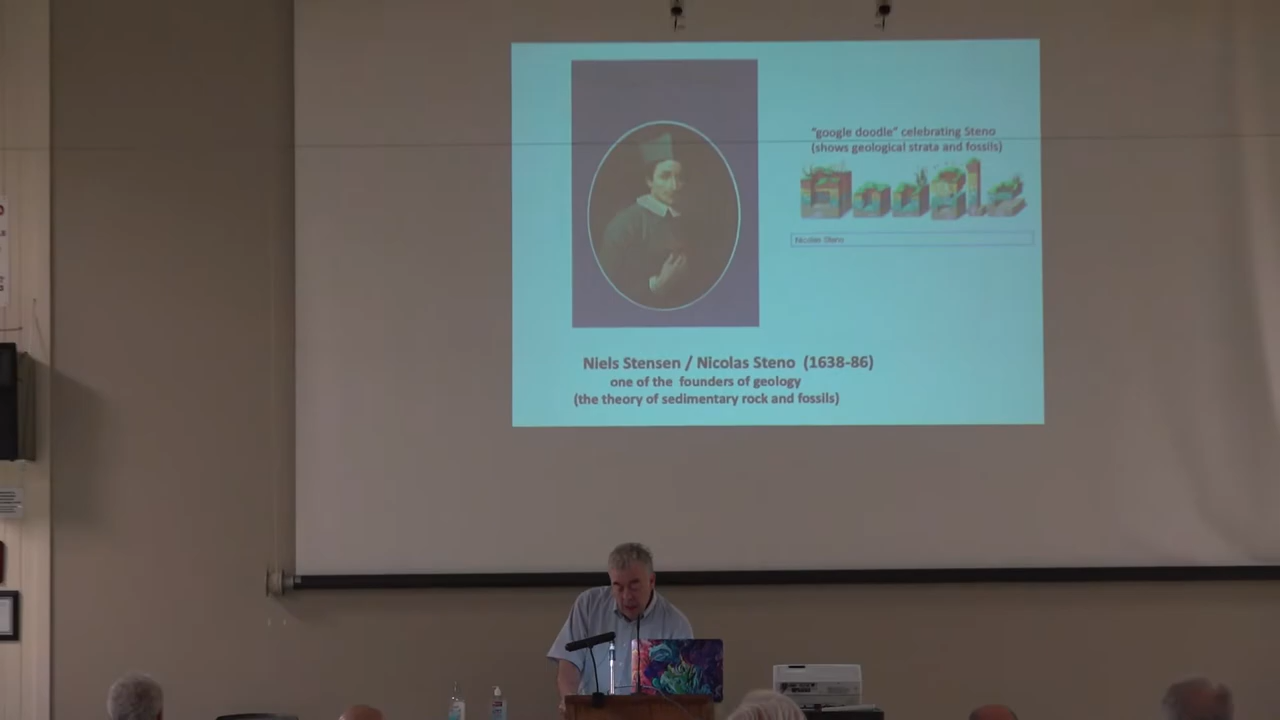 "google doodle" celebrating Steno
(shows geological strata and fossils)
Google
Nicolas Steno
Niels Stensen / Nicolas Steno (1638-86)
one of the founders of geology
(the theory of sedimentary rock and fossils)